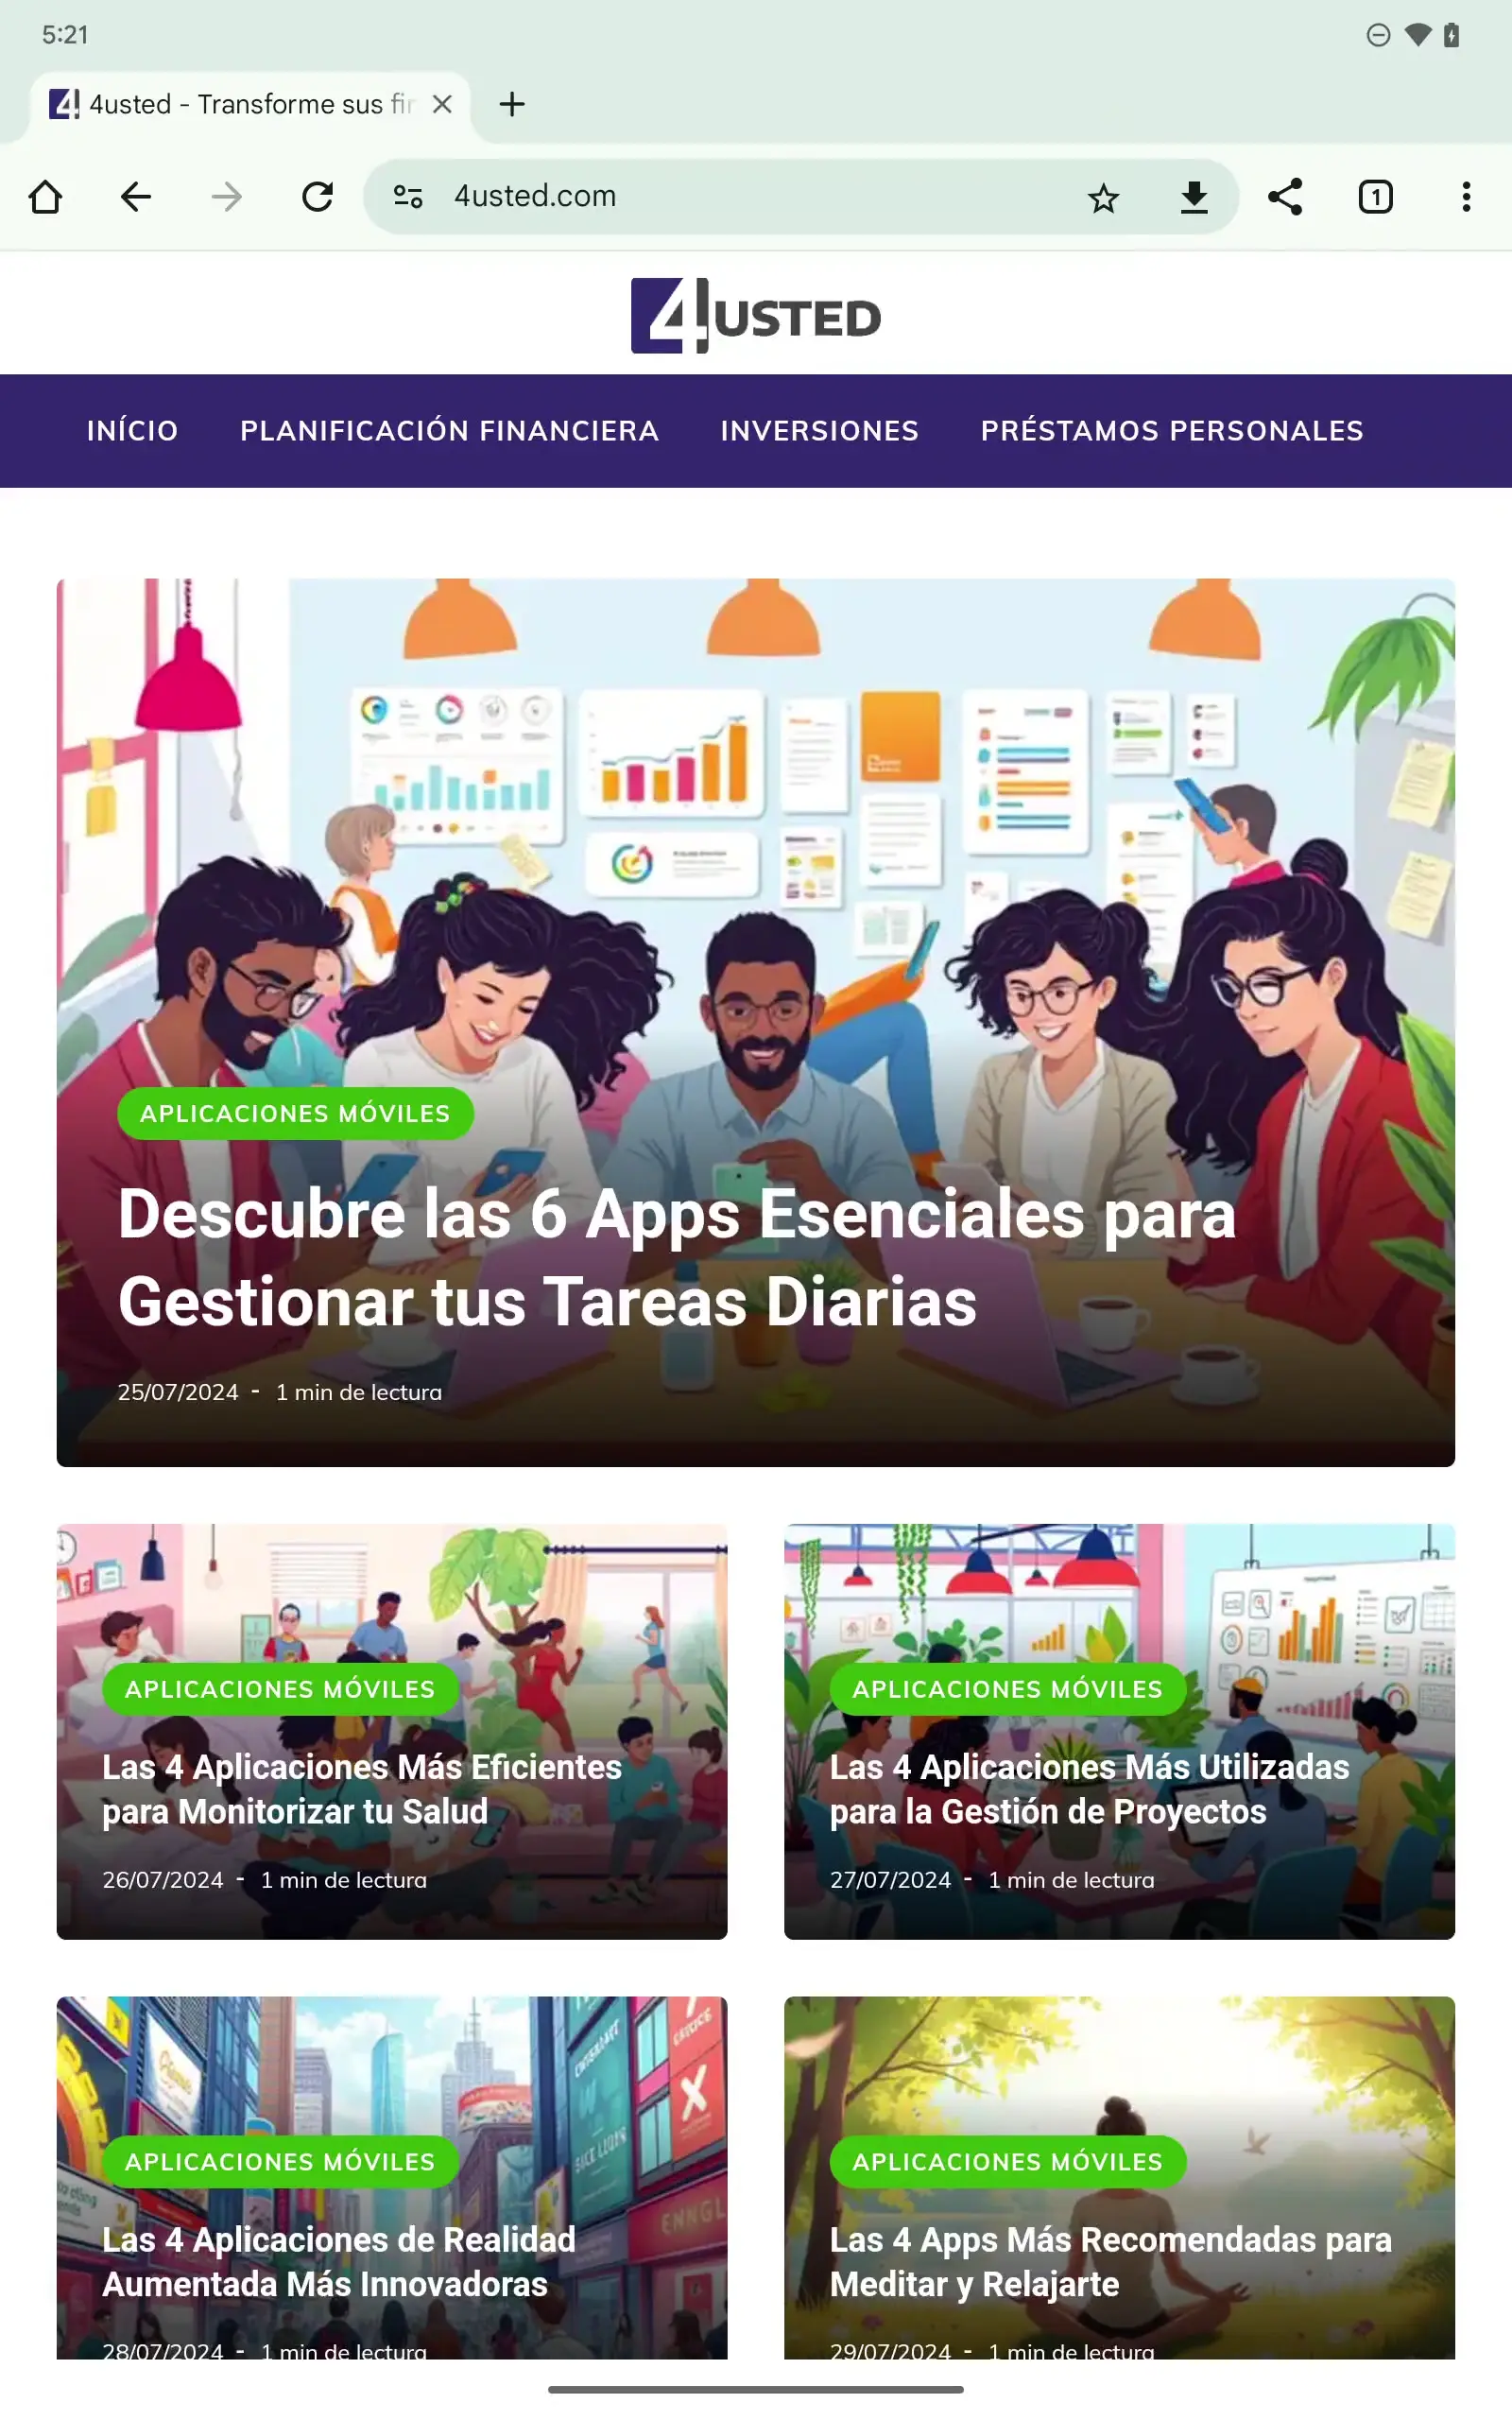 5:21
4usted - Transforme sus fin
4usted.com
1
4USTED
INÍCIO PLANIFICACIÓN FINANCIERA INVERSIONES PRÉSTAMOS PERSONALES
APLICACIONES MÓVILES
Descubre las 6 Apps Esenciales para
Gestionar tus Tareas Diarias
25/07/2024 - 1 min de lectura
APLICACIONES MÓVILES
Las 4 Aplicaciones Más Eficientes
para Monitorizar tu Salud
26/07/2024 - 1 min de lectura
APLICACIONES MÓVILES
Las 4 Aplicaciones Más Utilizadas
para la Gestión de Proyectos
27/07/2024 - 1 min de lectura
APLICACIONES MÓVILES
Las 4 Aplicaciones de Realidad
Aumentada Más Innovadoras
28/07/2024 - 1 min de lectura
ENNGL
APLICACIONES MÓVILES
Las 4 Apps Más Recomendadas para
Meditar y Relajarte
29/07/2024 - 1 min de lectura